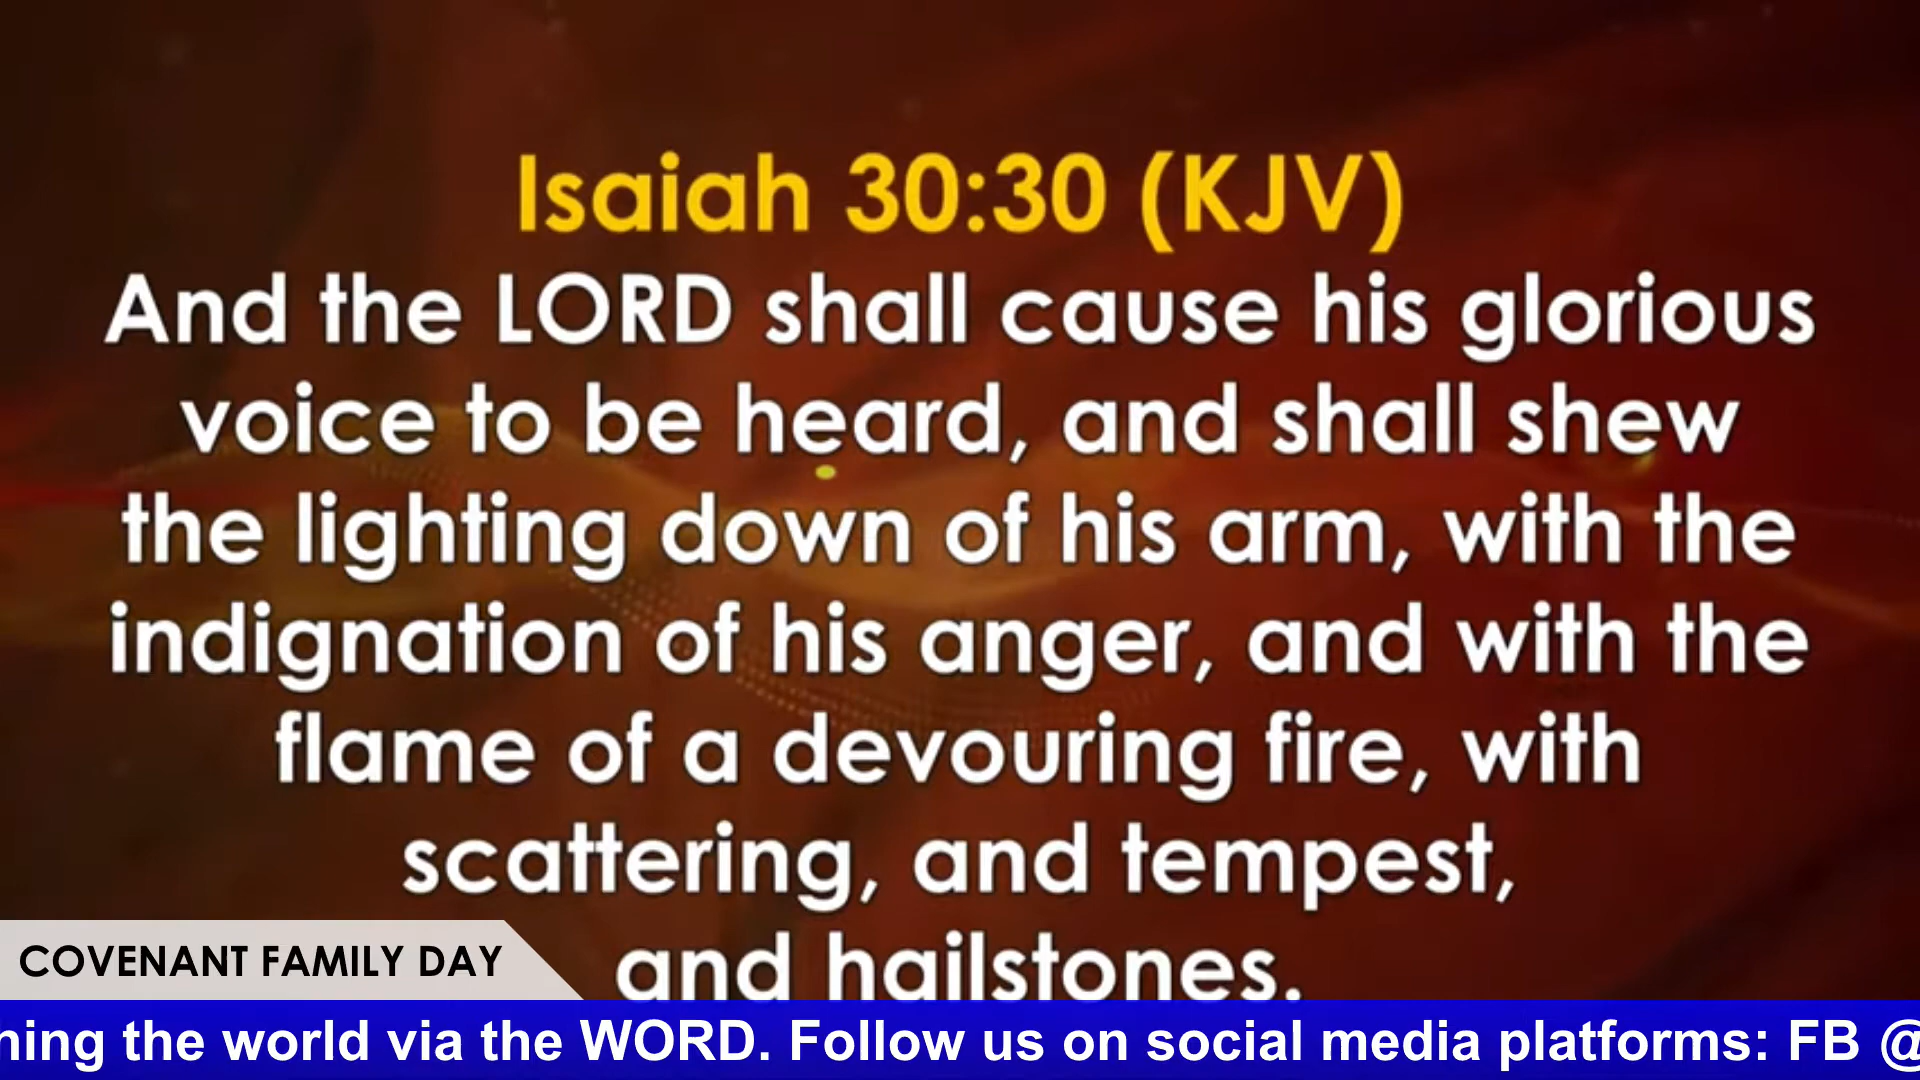 Isaiah 30:30 (KJV)
And the LORD shall cause his glorious
voice to be heard, and shall shew
the lighting down of his arm, with the
indignation of his anger, and with the
flame of a devouring fire, with
scattering, and tempest,
and hailstones.
COVENANT FAMILY DAY
hing the world via the WORD. Follow us on social media platforms: FB @